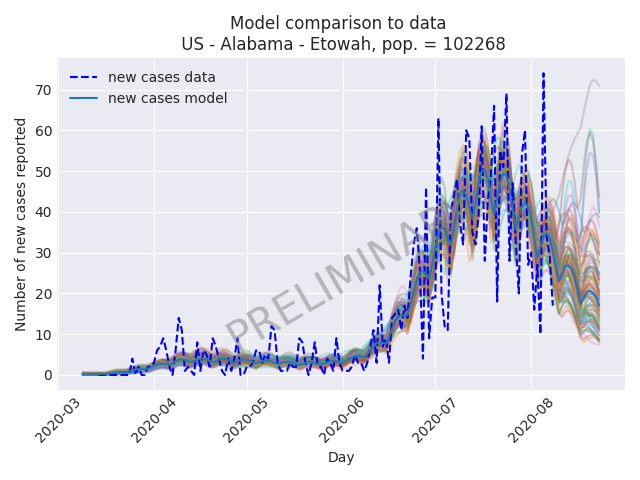 Model comparison to data
US - Alabama - Etowah, pop. = 102268
new cases data
new cases model
Number of new cases reported
70
60
50
40
30
20
10
0
PRELIMINARY
2020-03
2020-04
2020-05
2020-06
2020-07
2020-08
Day